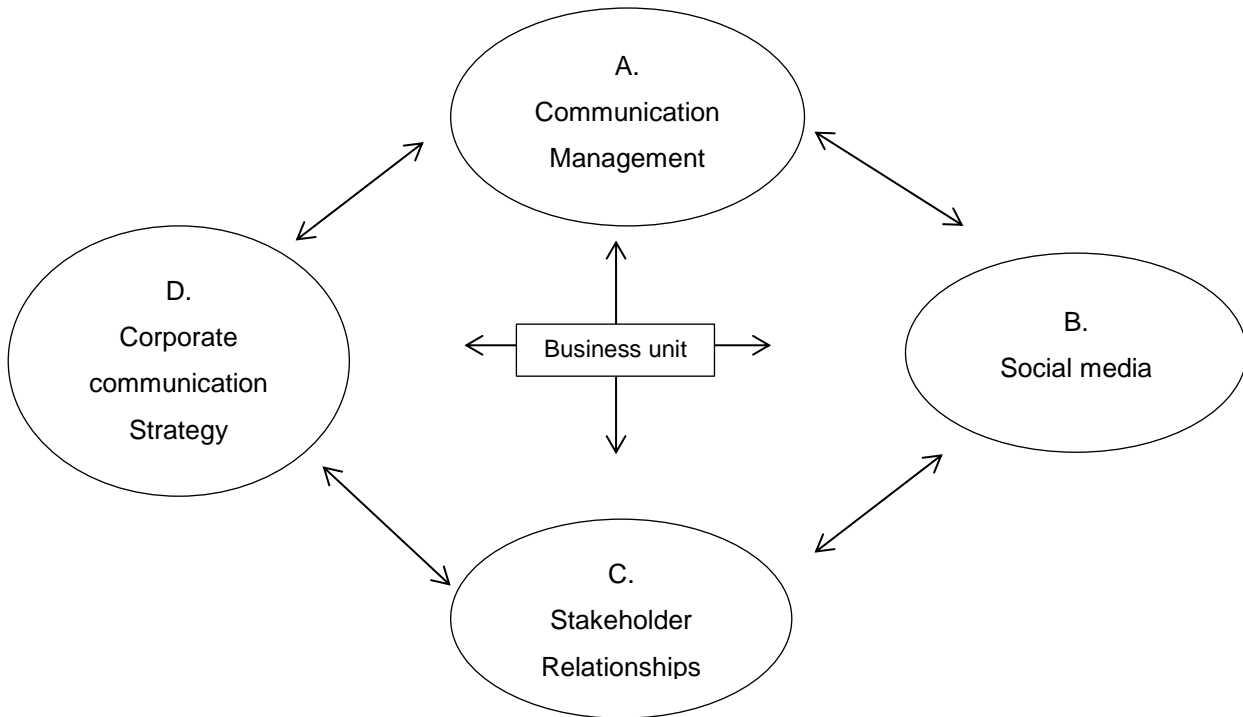 A.
Communication
Management
D.
Corporate
communication
Strategy
Business unit
B.
Social media
C.
Stakeholder
Relationships